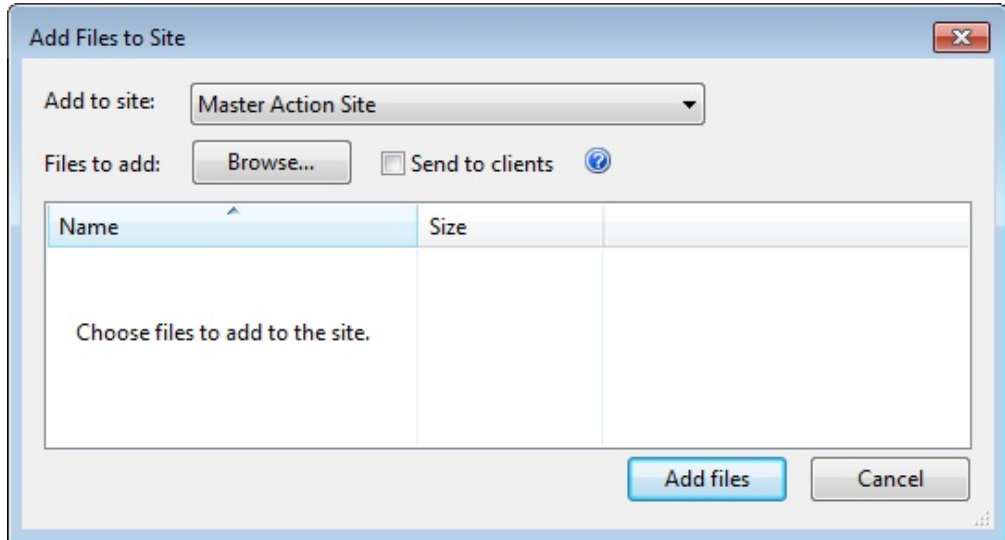 Add Files to Site
Add to site: Master Action Site
Files to add: Browse... Send to clients
Name Size
Choose files to add to the site.
Add files Cancel